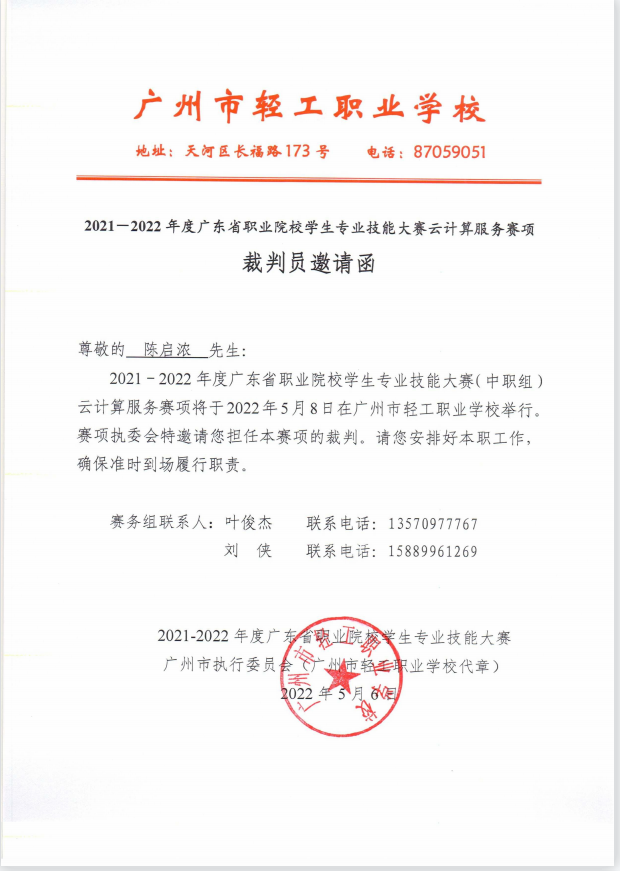 广州市轻工职业学校
地址：天河区长福路173号 电话：87059051
2021－2022年度广东省职业院校学生专业技能大赛云计算服务赛项
裁判员邀请函
尊敬的 陈启浓 先生：
2021－2022年度广东省职业院校学生专业技能大赛（中职组）
云计算服务赛项将于2022年5月8日在广州市轻工职业学校举行。
赛项执委会特邀请您担任本赛项的裁判。请您安排好本职工作，
确保准时到场履行职责。
赛务组联系人：叶俊杰 联系电话：13570977767
刘 侠 联系电话：15889961269
2021-2022年度广东省职业院校学生专业技能大赛
广州市执行委员会（广州市轻工职业学校代章）
2022年5月6日
广州市轻工职业学校